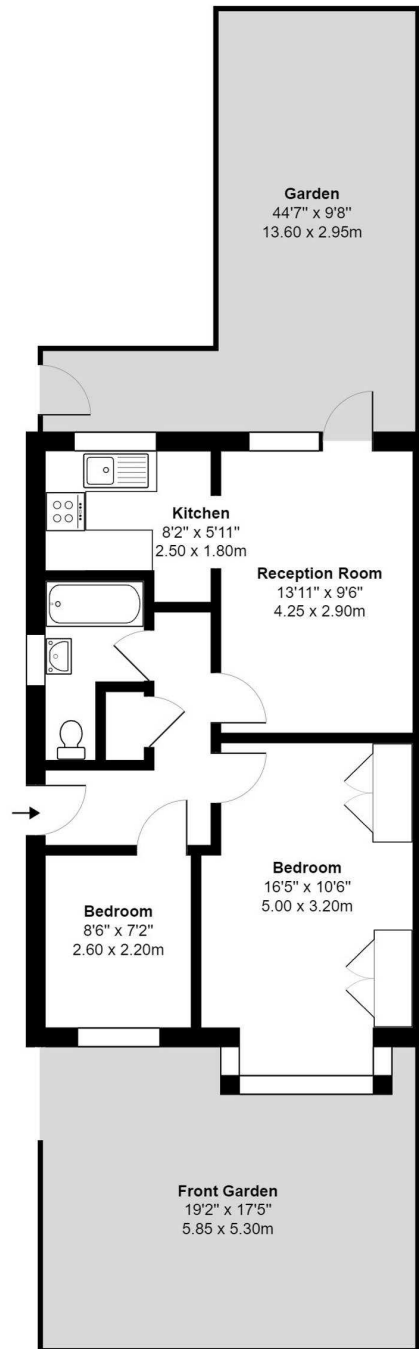 Garden
44'7" x 9'8"
13.60 x 2.95m
Kitchen
8'2" x 5'11"
2.50 x 1.80m
Reception Room
13'11" x 9'6"
4.25 x 2.90m
Bedroom
16'5" x 10'6"
5.00 x 3.20m
Bedroom
8'6" x 7'2"
2.60 x 2.20m
Front Garden
19'2" x 17'5"
5.85 x 5.30m